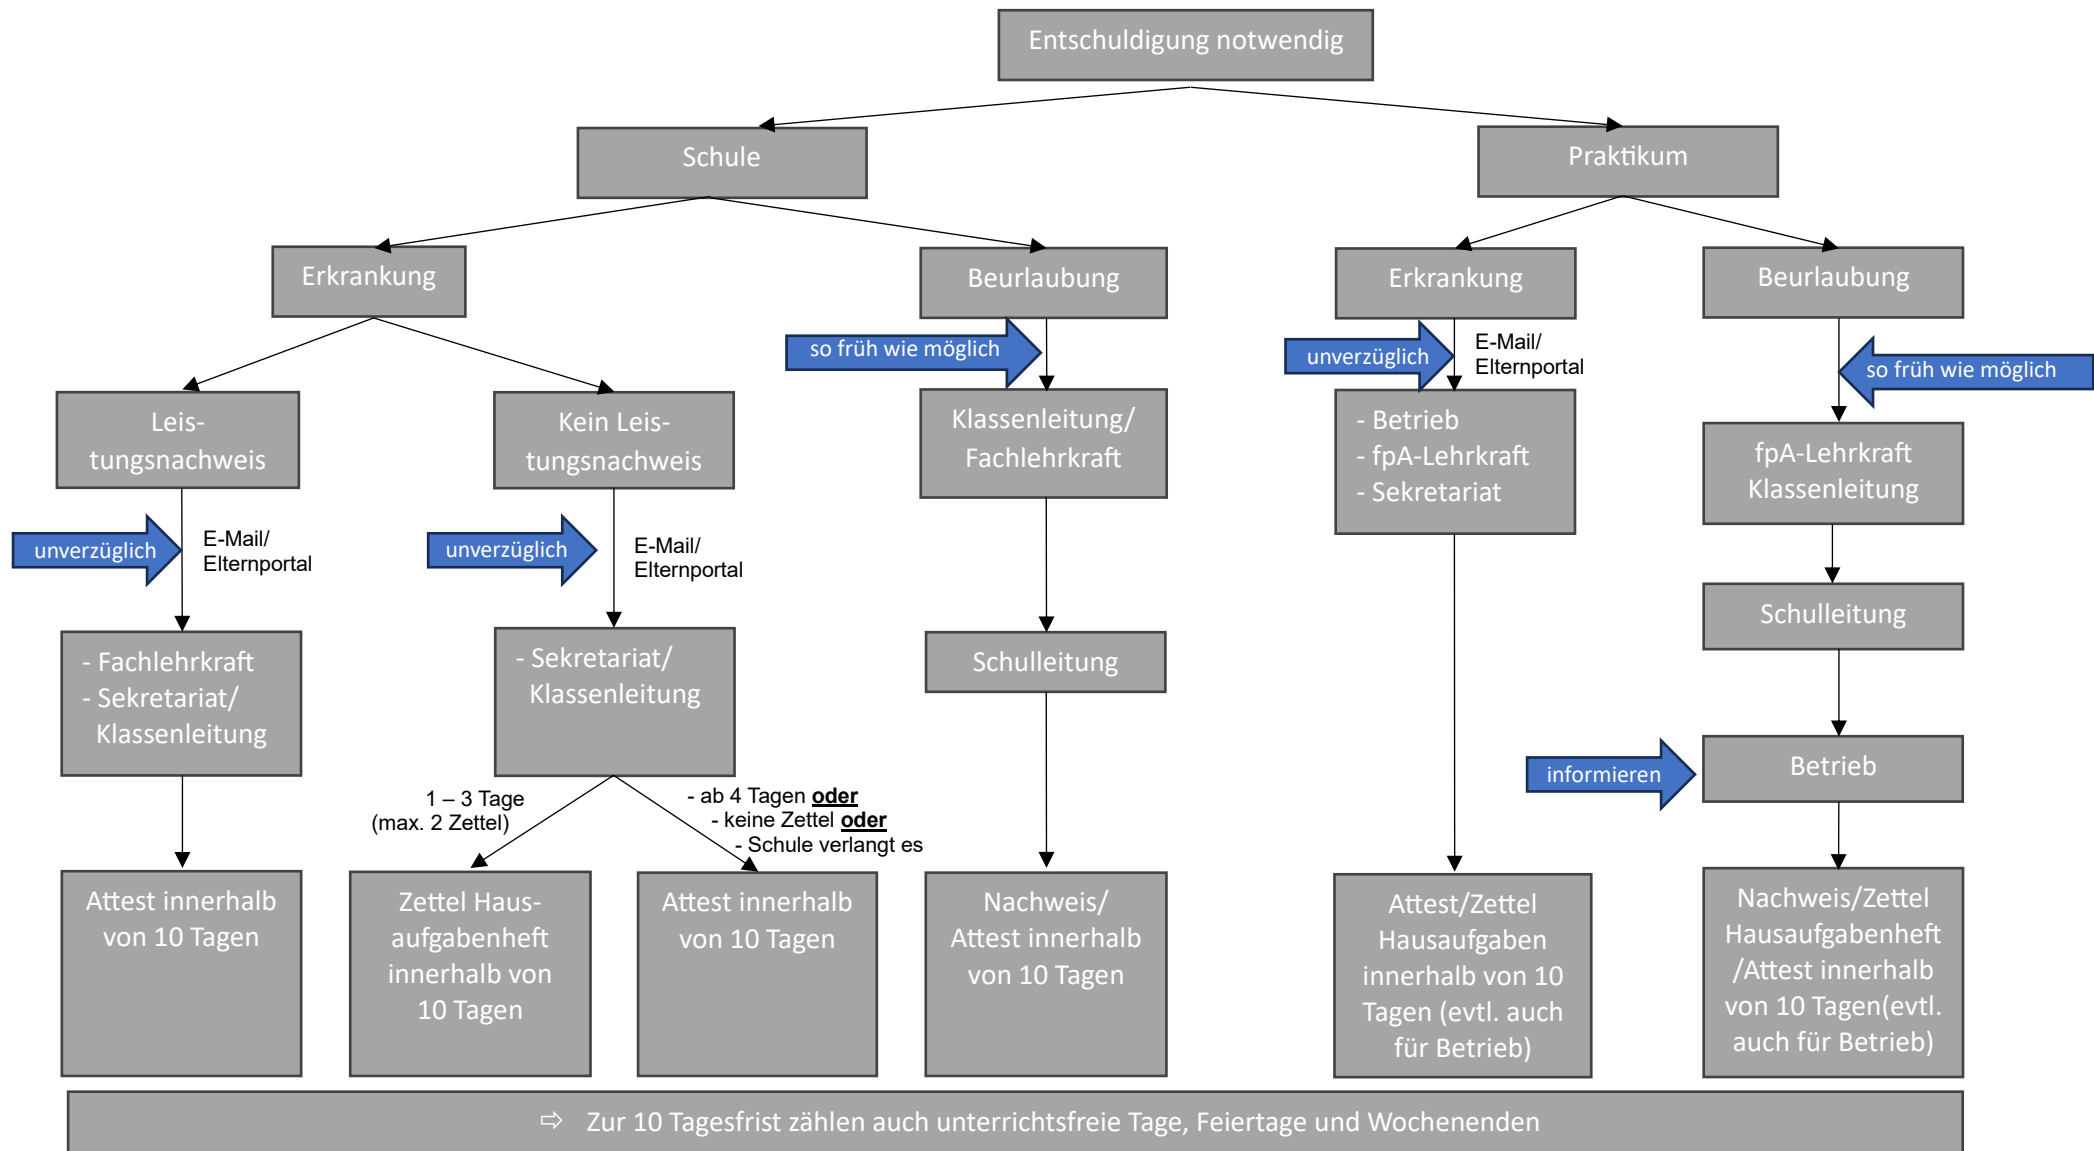 Entschuldigung notwendig
Schule
Praktikum
Erkrankung
Beurlaubung
Erkrankung
Beurlaubung
so früh wie möglich
unverzüglich
E-Mail/
Elternportal
so früh wie möglich
Leis-
tungsnachweis
Kein Leis-
tungsnachweis
Klassenleitung/
Fachlehrkraft
- Betrieb
- fpA-Lehrkraft
- Sekretariat
fpA-Lehrkraft
Klassenleitung
unverzüglich
E-Mail/
Elternportal
unverzüglich
E-Mail/
Elternportal
Schulleitung
- Fachlehrkraft
- Sekretariat/
Klassenleitung
- Sekretariat/
Klassenleitung
Schulleitung
informieren
Betrieb
1 – 3 Tage
(max. 2 Zettel)
- ab 4 Tagen oder
- keine Zettel oder
- Schule verlangt es
Attest innerhalb
von 10 Tagen
Zettel Haus-
aufgabenheft
innerhalb von
10 Tagen
Attest innerhalb
von 10 Tagen
Nachweis/
Attest innerhalb
von 10 Tagen
Attest/Zettel
Hausaufgaben
innerhalb von 10
Tagen (evtl. auch
für Betrieb)
Nachweis/Zettel
Hausaufgabenheft
/Attest innerhalb
von 10 Tagen(evtl.
auch für Betrieb)
⇨ Zur 10 Tagesfrist zählen auch unterrichtsfreie Tage, Feiertage und Wochenenden